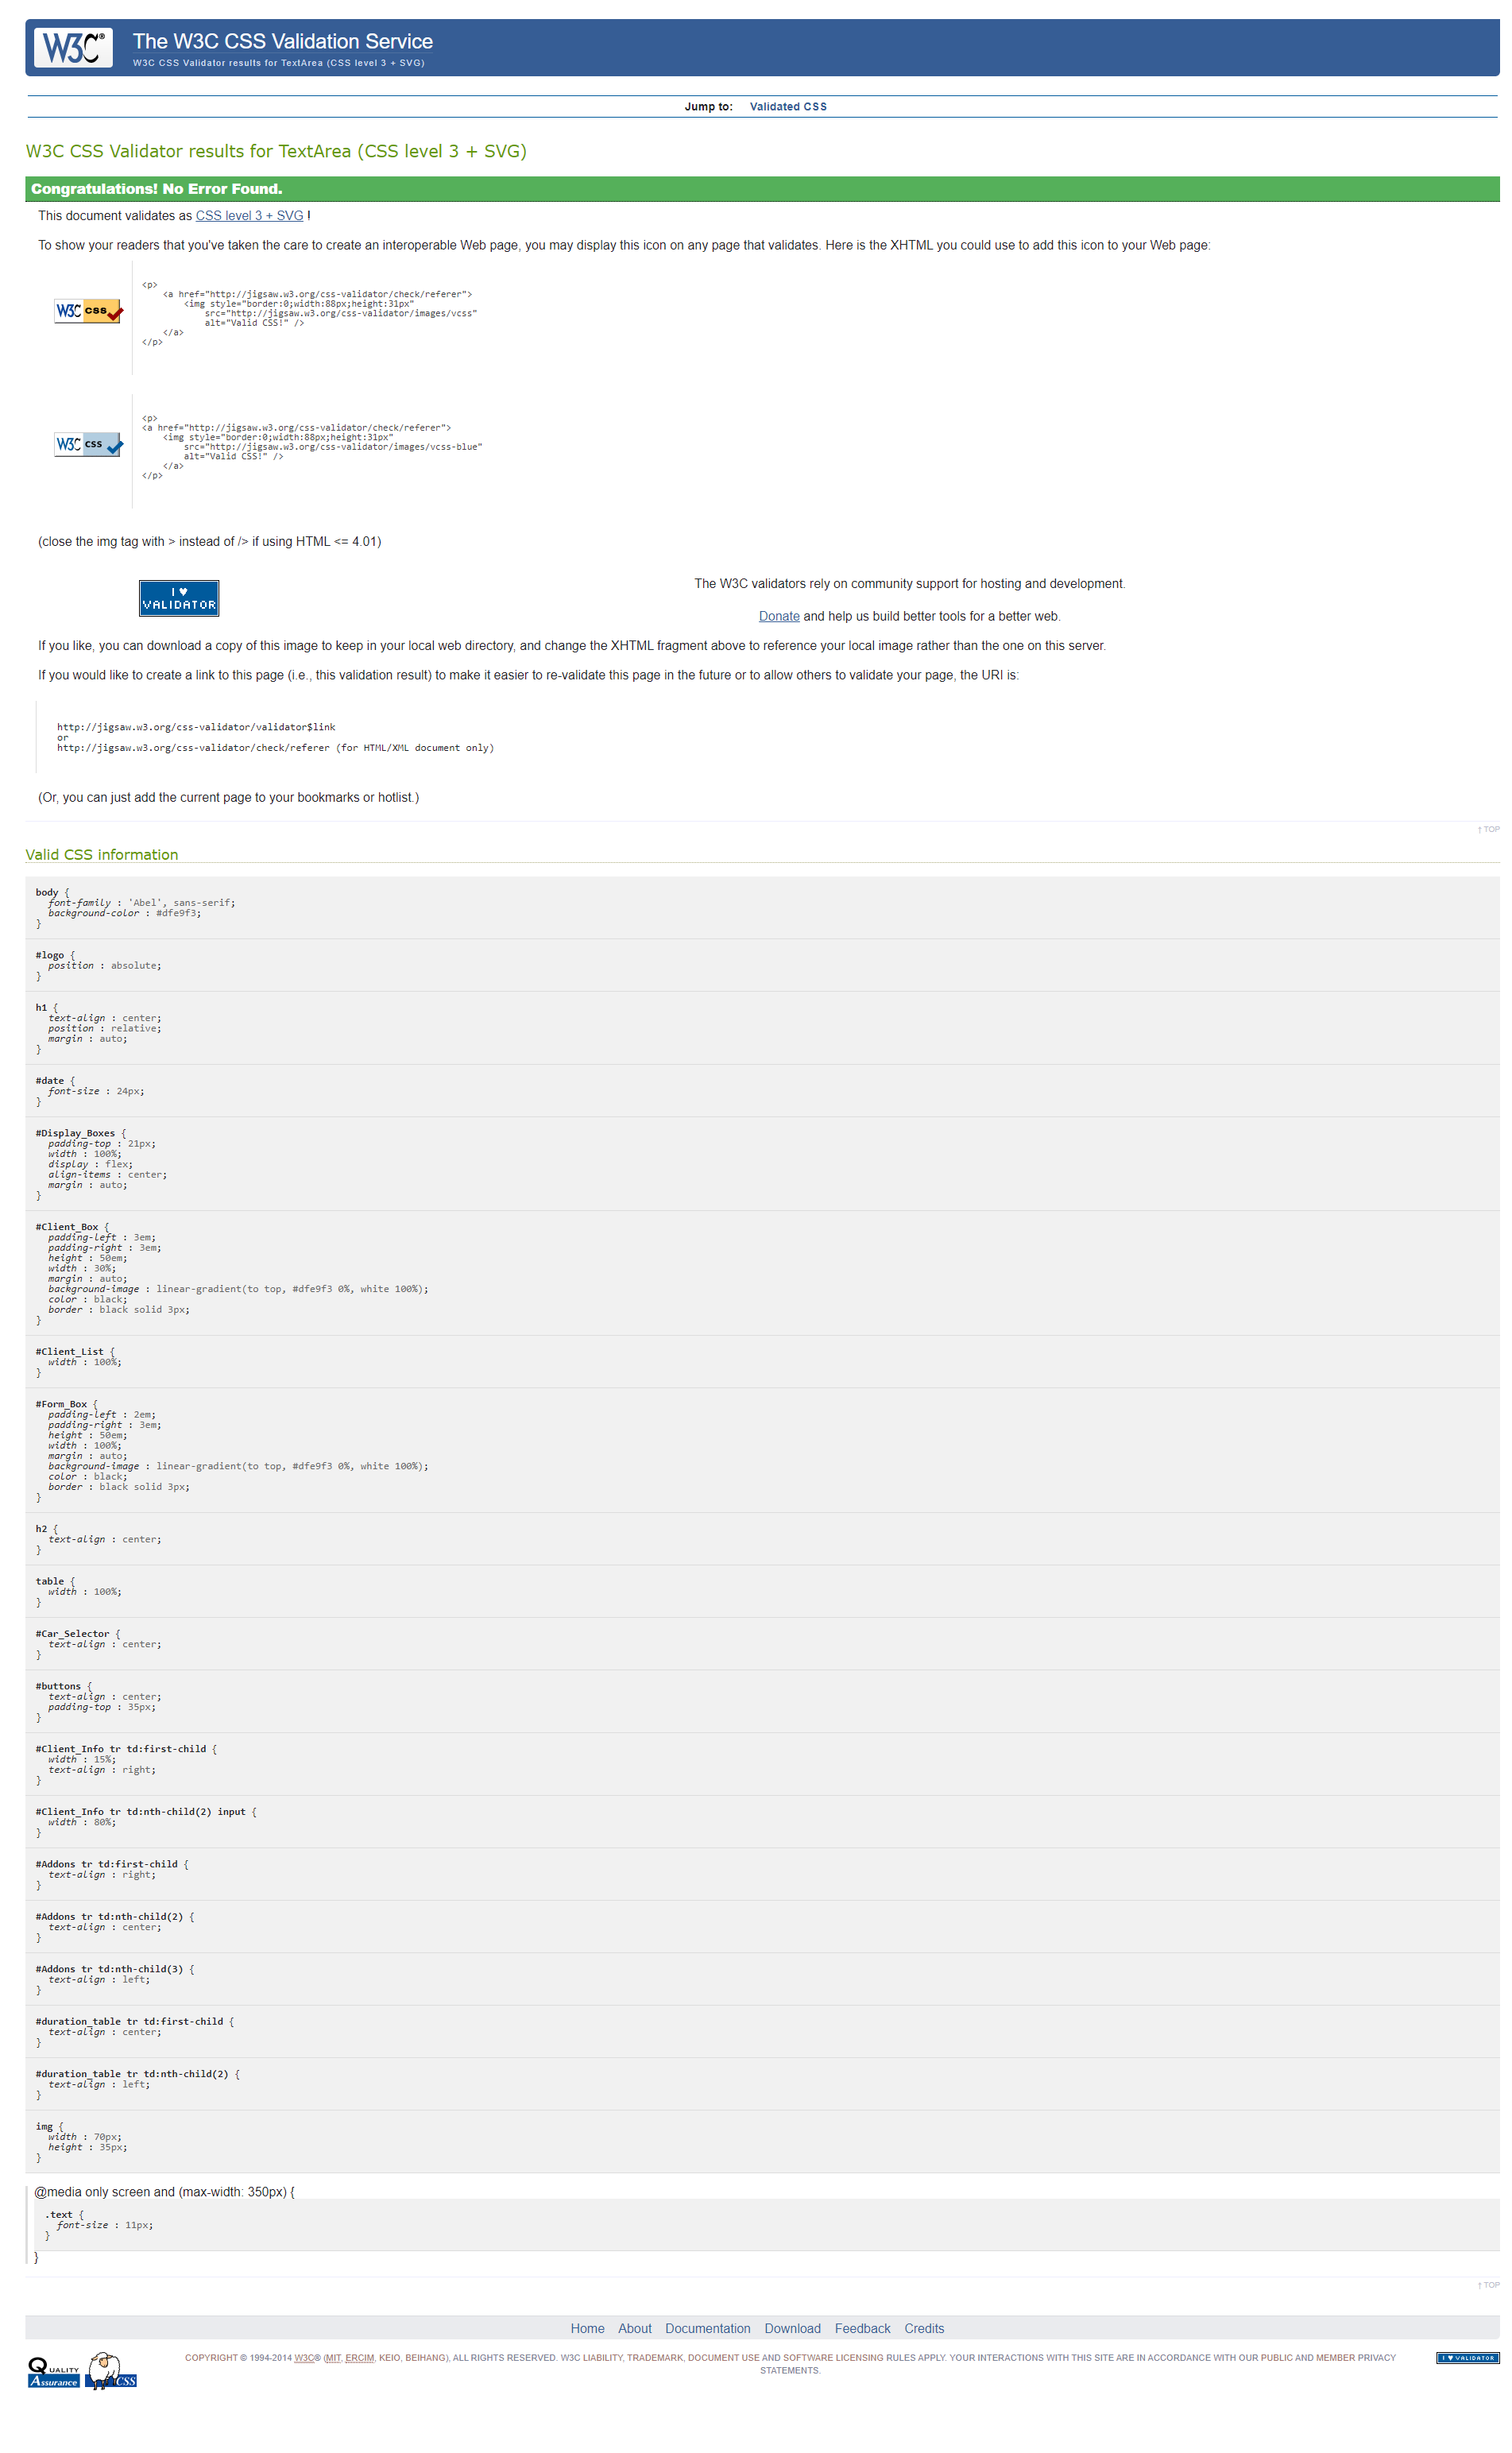 W3C®
The W3C CSS Validation Service
W3C CSS Validator results for TextArea (CSS level 3 + SVG)
Jump to: Validated CSS
W3C CSS Validator results for TextArea (CSS level 3 + SVG)
Congratulations! No Error Found.
This document validates as CSS level 3 + SVG !
To show your readers that you've taken the care to create an interoperable Web page, you may display this icon on any page that validates. Here is the XHTML you could use to add this icon to your Web page:
W3C css
<p>
    <a href="http://jigsaw.w3.org/css-validator/check/referer">
        <img style="border:0;width:88px;height:31px"
            src="http://jigsaw.w3.org/css-validator/images/vcss"
            alt="Valid CSS!" />
    </a>
</p>
W3C css
<p>
<a href="http://jigsaw.w3.org/css-validator/check/referer">
    <img style="border:0;width:88px;height:31px"
        src="http://jigsaw.w3.org/css-validator/images/vcss-blue"
        alt="Valid CSS!" />
    </a>
</p>
(close the img tag with > instead of /> if using HTML <= 4.01)
I ♥
VALIDATOR
The W3C validators rely on community support for hosting and development.
Donate and help us build better tools for a better web.
If you like, you can download a copy of this image to keep in your local web directory, and change the XHTML fragment above to reference your local image rather than the one on this server.
If you would like to create a link to this page (i.e., this validation result) to make it easier to re-validate this page in the future or to allow others to validate your page, the URI is:
http://jigsaw.w3.org/css-validator/validator$link
or
http://jigsaw.w3.org/css-validator/check/referer (for HTML/XML document only)
(Or, you can just add the current page to your bookmarks or hotlist.)
↑ TOP
Valid CSS information
body {
  font-family : 'Abel', sans-serif;
  background-color : #dfe9f3;
}
#logo {
  position : absolute;
}
h1 {
  text-align : center;
  position : relative;
  margin : auto;
}
#date {
  font-size : 24px;
}
#Display_Boxes {
  padding-top : 21px;
  width : 100%;
  display : flex;
  align-items : center;
  margin : auto;
}
#Client_Box {
  padding-left : 3em;
  padding-right : 3em;
  height : 50em;
  width : 30%;
  margin : auto;
  background-image : linear-gradient(to top, #dfe9f3 0%, white 100%);
  color : black;
  border : black solid 3px;
}
#Client_List {
  width : 100%;
}
#Form_Box {
  padding-left : 2em;
  padding-right : 3em;
  height : 50em;
  width : 100%;
  margin : auto;
  background-image : linear-gradient(to top, #dfe9f3 0%, white 100%);
  color : black;
  border : black solid 3px;
}
h2 {
  text-align : center;
}
table {
  width : 100%;
}
#Car_Selector {
  text-align : center;
}
#buttons {
  text-align : center;
  padding-top : 35px;
}
#Client_Info tr td:first-child {
  width : 15%;
  text-align : right;
}
#Client_Info tr td:nth-child(2) input {
  width : 80%;
}
#Addons tr td:first-child {
  text-align : right;
}
#Addons tr td:nth-child(2) {
  text-align : center;
}
#Addons tr td:nth-child(3) {
  text-align : left;
}
#duration_table tr td:first-child {
  text-align : center;
}
#duration_table tr td:nth-child(2) {
  text-align : left;
}
img {
  width : 70px;
  height : 35px;
}
@media only screen and (max-width: 350px) {
.text {
  font-size : 11px;
}
}
↑ TOP
Home About Documentation Download Feedback Credits
QUALITY
Assurance
CSS
COPYRIGHT © 1994-2014 W3C® (MIT, ERCIM, KEIO, BEIHANG), ALL RIGHTS RESERVED. W3C LIABILITY, TRADEMARK, DOCUMENT USE AND SOFTWARE LICENSING RULES APPLY. YOUR INTERACTIONS WITH THIS SITE ARE IN ACCORDANCE WITH OUR PUBLIC AND MEMBER PRIVACY
STATEMENTS.
I ♥ VALIDATOR